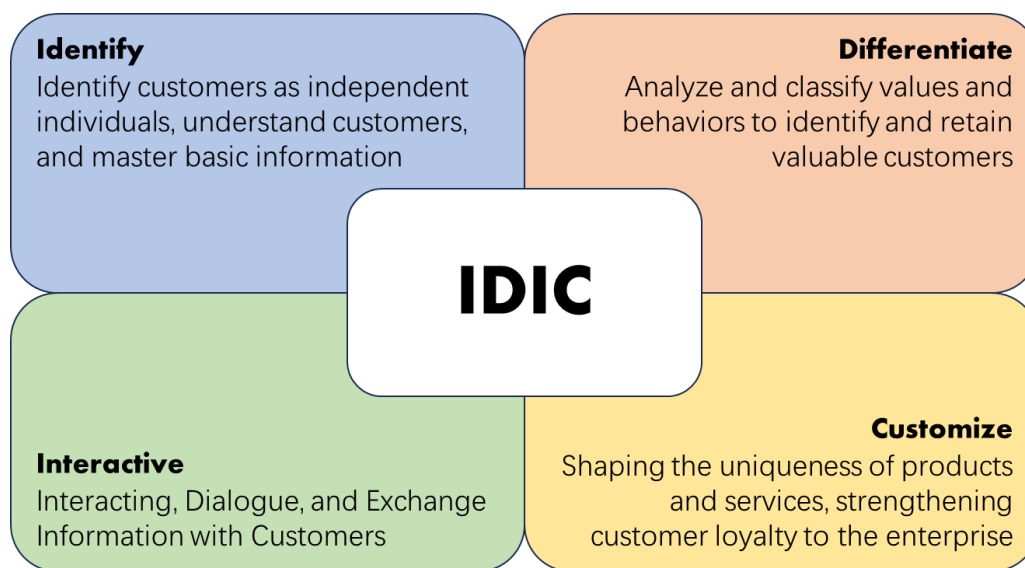 Identify
Identify customers as independent
individuals, understand customers,
and master basic information
Differentiate
Analyze and classify values and
behaviors to identify and retain
valuable customers
IDIC
Interactive
Interacting, Dialogue, and Exchange
Information with Customers
Customize
Shaping the uniqueness of products
and services, strengthening
customer loyalty to the enterprise